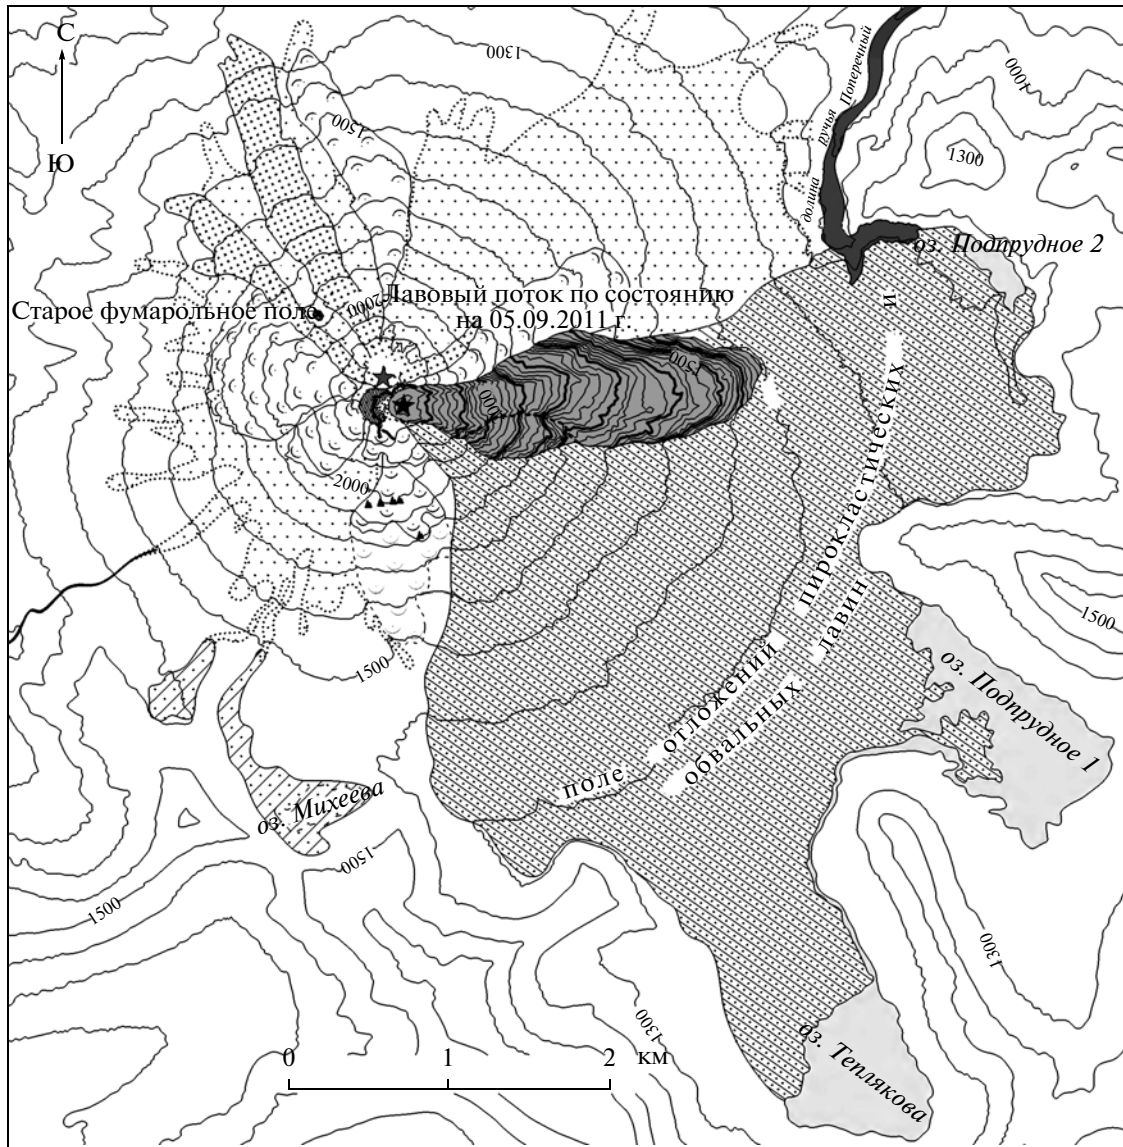 С
1300
1000
долина ручья Поперечный
1500
1300
Ю
оз. Подпрудное 2
Старое фумарольное поле
2000
Лавовый поток по состоянию
на 05.09.2011 г.
1500
2000
1500
оз. Подпрудное 1
1500
поле отложений пирокластических и
обвальных лавин
оз. Михеева
1500
1500
1300
1300
оз. Теплякова
0 1 2 км